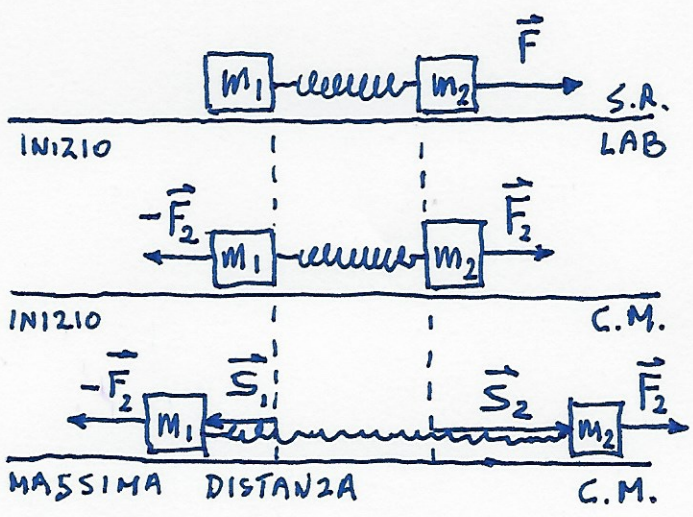 F
m1 m2 S.R.
INIZIO LAB
-F2 F2
m1 m2
INIZIO C.M.
-F2 S1 S2 F2
m1 m2
MASSIMA DISTANZA C.M.